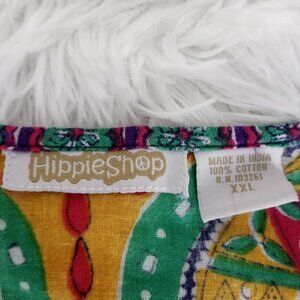 HippieShop
MADE IN INDIA
100% COTTON
R.N. 103261
XXL